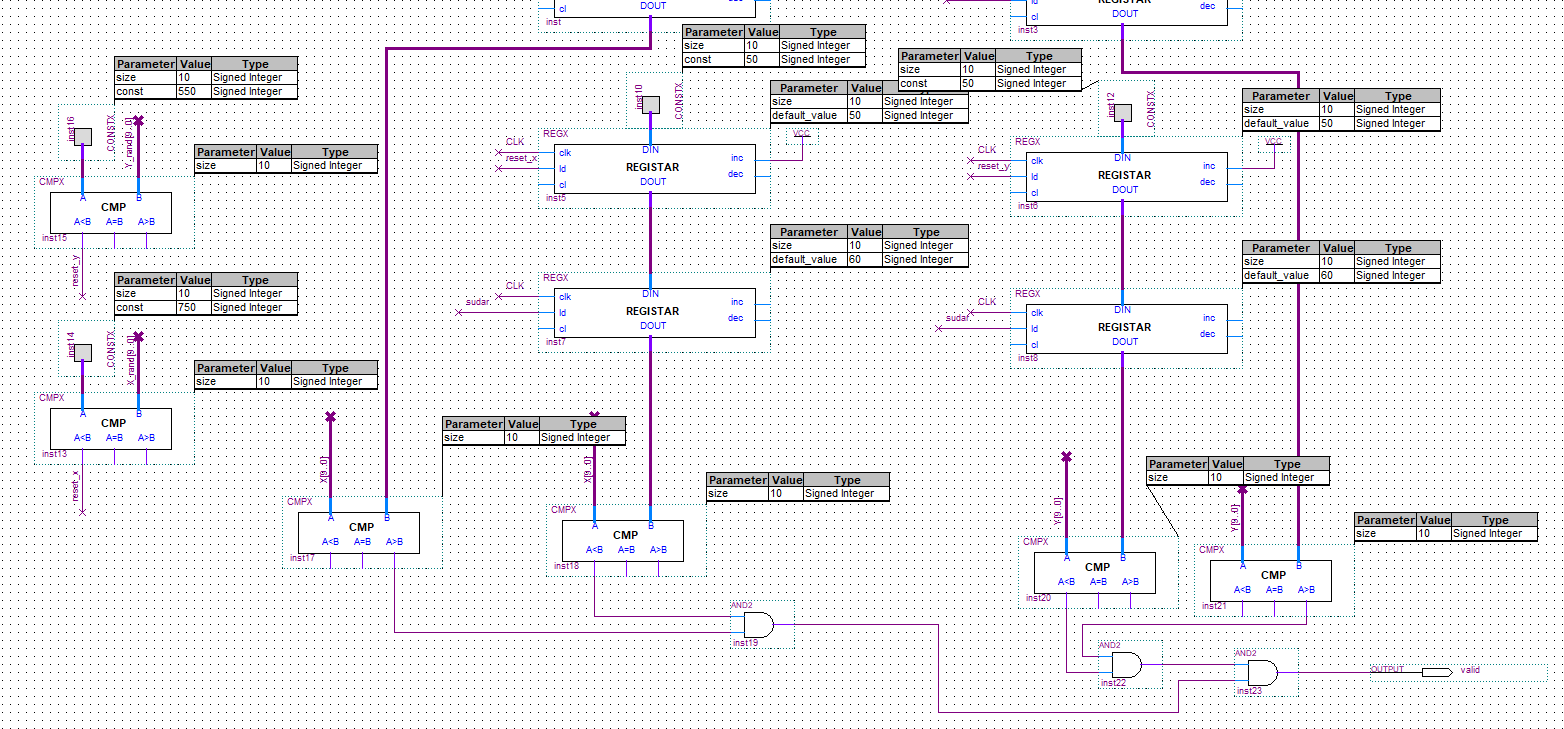 cl
DOUT
inst
REGISTAR
cl
DOUT
dec
inst3
Parameter Value Type
size 10 Signed Integer
const 50 Signed Integer
Parameter Value Type
size 10 Signed Integer
const 50 Signed Integer
Parameter Value Type
size 10 Signed Integer
const 550 Signed Integer
inst16
CONSTX
Y_rand[9..0]
inst10
CONSTX
Parameter
size 10 Signed Integer
default_value 50 Signed Integer
inst12
CONSTX
Parameter Value Type
size 10 Signed Integer
default_value 50 Signed Integer
Parameter Value Type
size 10 Signed Integer
CMPX
A B
CMP
A<B A=B A>B
inst15
reset_y
REGX
CLK
reset_x
clk
ld
cl
DIN
REGISTAR
DOUT
inc
dec
VCC
inst5
REGX
CLK
reset_y
clk
ld
cl
DIN
REGISTAR
DOUT
inc
dec
VCC
inst6
Parameter Value Type
size 10 Signed Integer
default_value 60 Signed Integer
Parameter Value Type
size 10 Signed Integer
default_value 60 Signed Integer
Parameter Value Type
size 10 Signed Integer
const 750 Signed Integer
inst14
CONSTX
X_rand[9..0]
REGX
CLK
sudar
clk
ld
cl
DIN
REGISTAR
DOUT
inc
dec
inst7
REGX
CLK
sudar
clk
ld
cl
DIN
REGISTAR
DOUT
inc
dec
inst8
Parameter Value Type
size 10 Signed Integer
CMPX
A B
CMP
A<B A=B A>B
inst13
reset_x
Parameter Value Type
size 10 Signed Integer
X[9..0]
X[9..0]
Parameter Value Type
size 10 Signed Integer
Parameter Value Type
size 10 Signed Integer
Y[9..0]
Y[9..0]
Parameter Value Type
size 10 Signed Integer
CMPX
A B
CMP
A<B A=B A>B
inst17
CMPX
A B
CMP
A<B A=B A>B
inst18
CMPX
A B
CMP
A<B A=B A>B
inst20
CMPX
A B
CMP
A<B A=B A>B
inst21
AND2
inst19
AND2
inst22
AND2
inst23
OUTPUT
valid